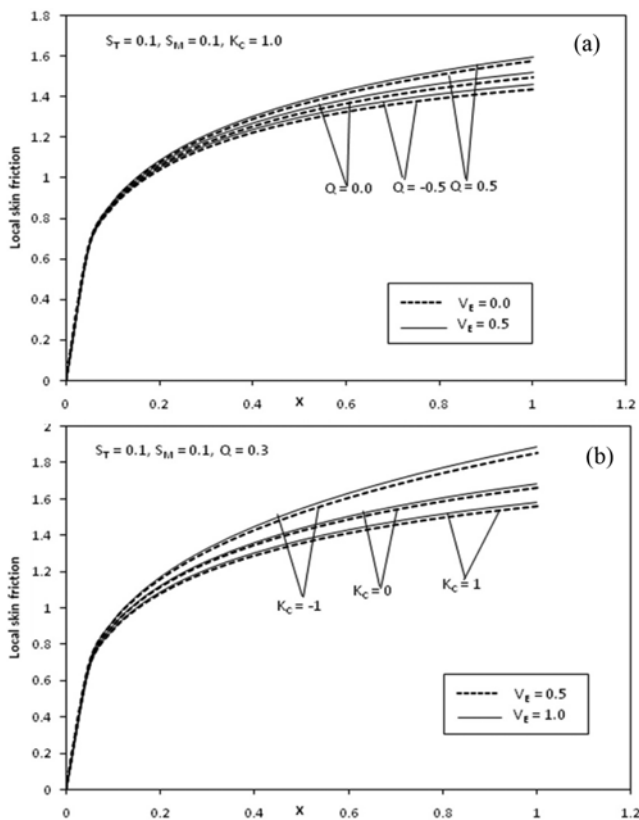 1.8
S_T = 0.1, S_M = 0.1, K_C = 1.0
(a)
1.6
1.4
1.2
1
0.8
0.6
0.4
0.2
0
Local skin friction
Q = 0.0
Q = -0.5
Q = 0.5
V_E = 0.0
V_E = 0.5
0
0.2
0.4
X
0.6
0.8
1
1.2
2
S_T = 0.1, S_M = 0.1, Q = 0.3
(b)
1.8
1.6
1.4
1.2
1
0.8
0.6
0.4
0.2
0
Local skin friction
K_C = -1
K_C = 0
K_C = 1
V_E = 0.5
V_E = 1.0
0
0.2
0.4
X
0.6
0.8
1
1.2